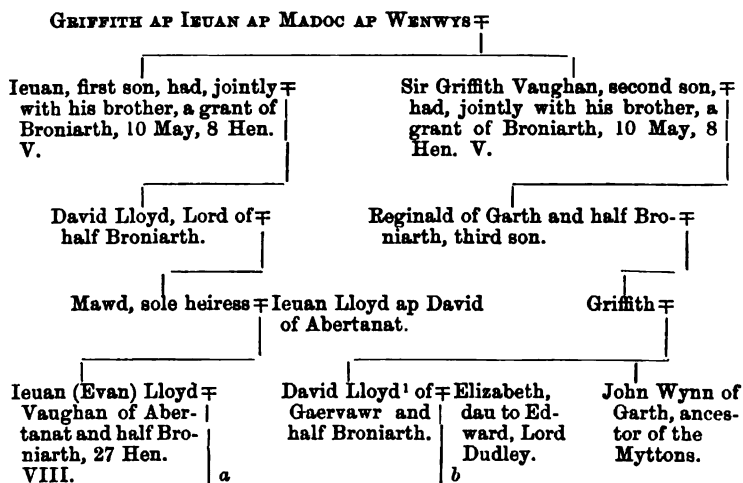 GRIFFITH AP IEUAN AP MADOC AP WENWYS
Ieuan, first son, had, jointly
with his brother, a grant of
Broniarth, 10 May, 8 Hen.
V.
Sir Griffith Vaughan, second son,
had, jointly with his brother, a
grant of Broniarth, 10 May, 8
Hen. V.
David Lloyd, Lord of
half Broniarth.
Reginald of Garth and half Bro-
niarth, third son.
Mawd, sole heiress
Ieuan Lloyd ap David
of Abertanat.
Griffith
Ieuan (Evan) Lloyd
Vaughan of Aber-
tanat and half Bro-
niarth, 27 Hen.
VIII.
a
David Lloyd¹ of
Gaervawr and
half Broniarth.
b
Elizabeth,
dau to Ed-
ward, Lord
Dudley.
John Wynn of
Garth, ances-
tor of the
Myttons.